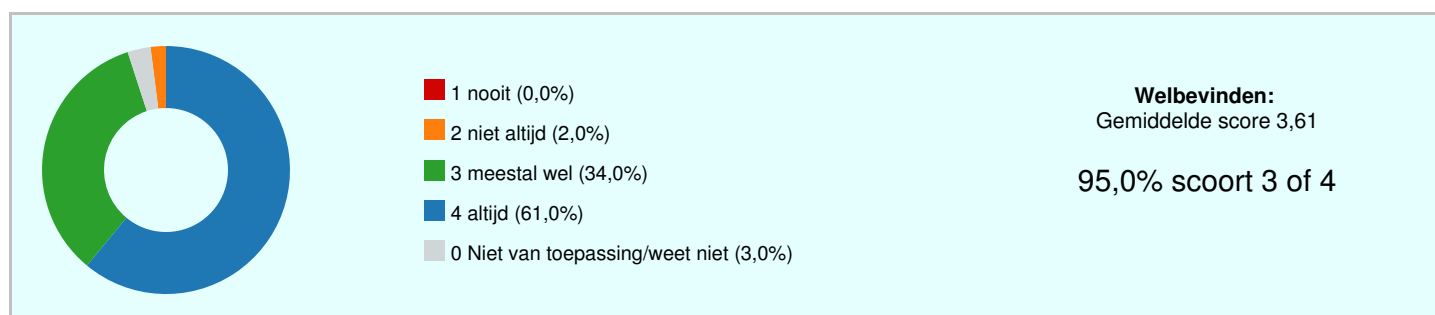 1 nooit (0,0%)
2 niet altijd (2,0%)
3 meestal wel (34,0%)
4 altijd (61,0%)
0 Niet van toepassing/weet niet (3,0%)
Welbevinden:
Gemiddelde score 3,61
95,0% scoort 3 of 4